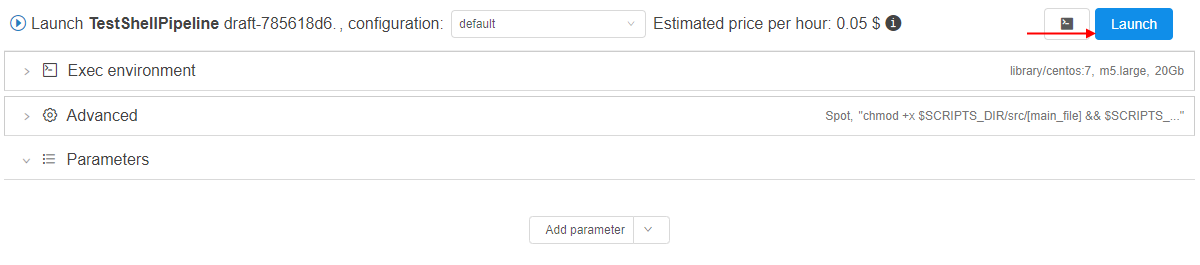 Launch TestShellPipeline draft-785618d6. , configuration: default Estimated price per hour: 0.05 $ Launch
Exec environment library/centos:7, m5.large, 20Gb
Advanced Spot, "chmod +x $SCRIPTS_DIR/src/[main_file] && $SCRIPTS_..."
Parameters
Add parameter